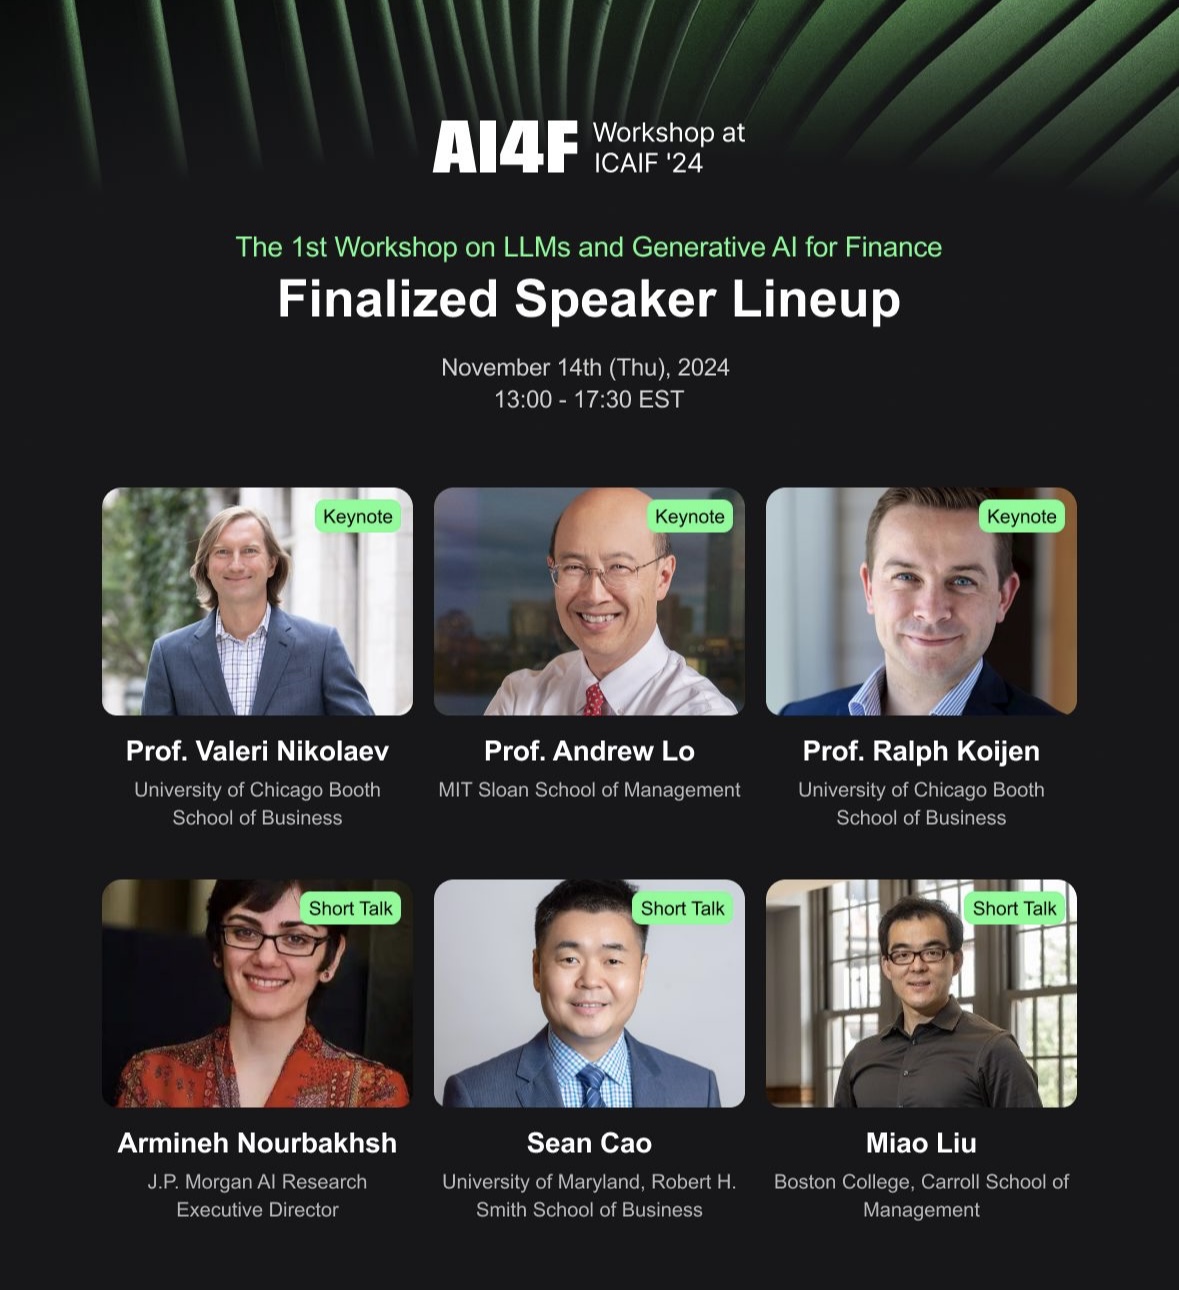 AI4F Workshop at
ICAIF '24
The 1st Workshop on LLMs and Generative AI for Finance
Finalized Speaker Lineup
November 14th (Thu), 2024
13:00 - 17:30 EST
Keynote
Keynote
Keynote
Prof. Valeri Nikolaev
University of Chicago Booth
School of Business
Prof. Andrew Lo
MIT Sloan School of Management
Prof. Ralph Koijen
University of Chicago Booth
School of Business
Short Talk
Short Talk
Short Talk
Armineh Nourbakhsh
J.P. Morgan AI Research
Executive Director
Sean Cao
University of Maryland, Robert H.
Smith School of Business
Miao Liu
Boston College, Carroll School of
Management